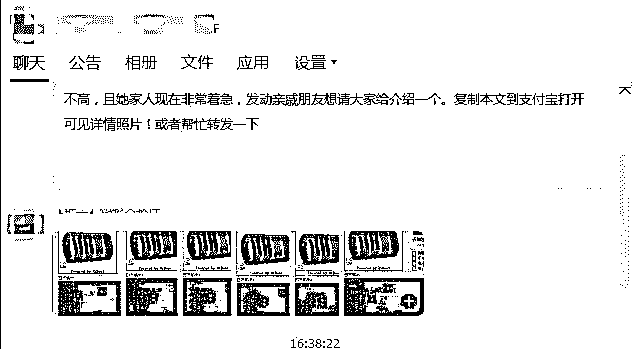 聊天 公告 相册 文件 应用 设置
不高，且她家人现在非常着急，发动亲戚朋友想请大家给介绍一个。复制本文到支付宝打开
可见详情照片！或者帮忙转发一下
16:38:22